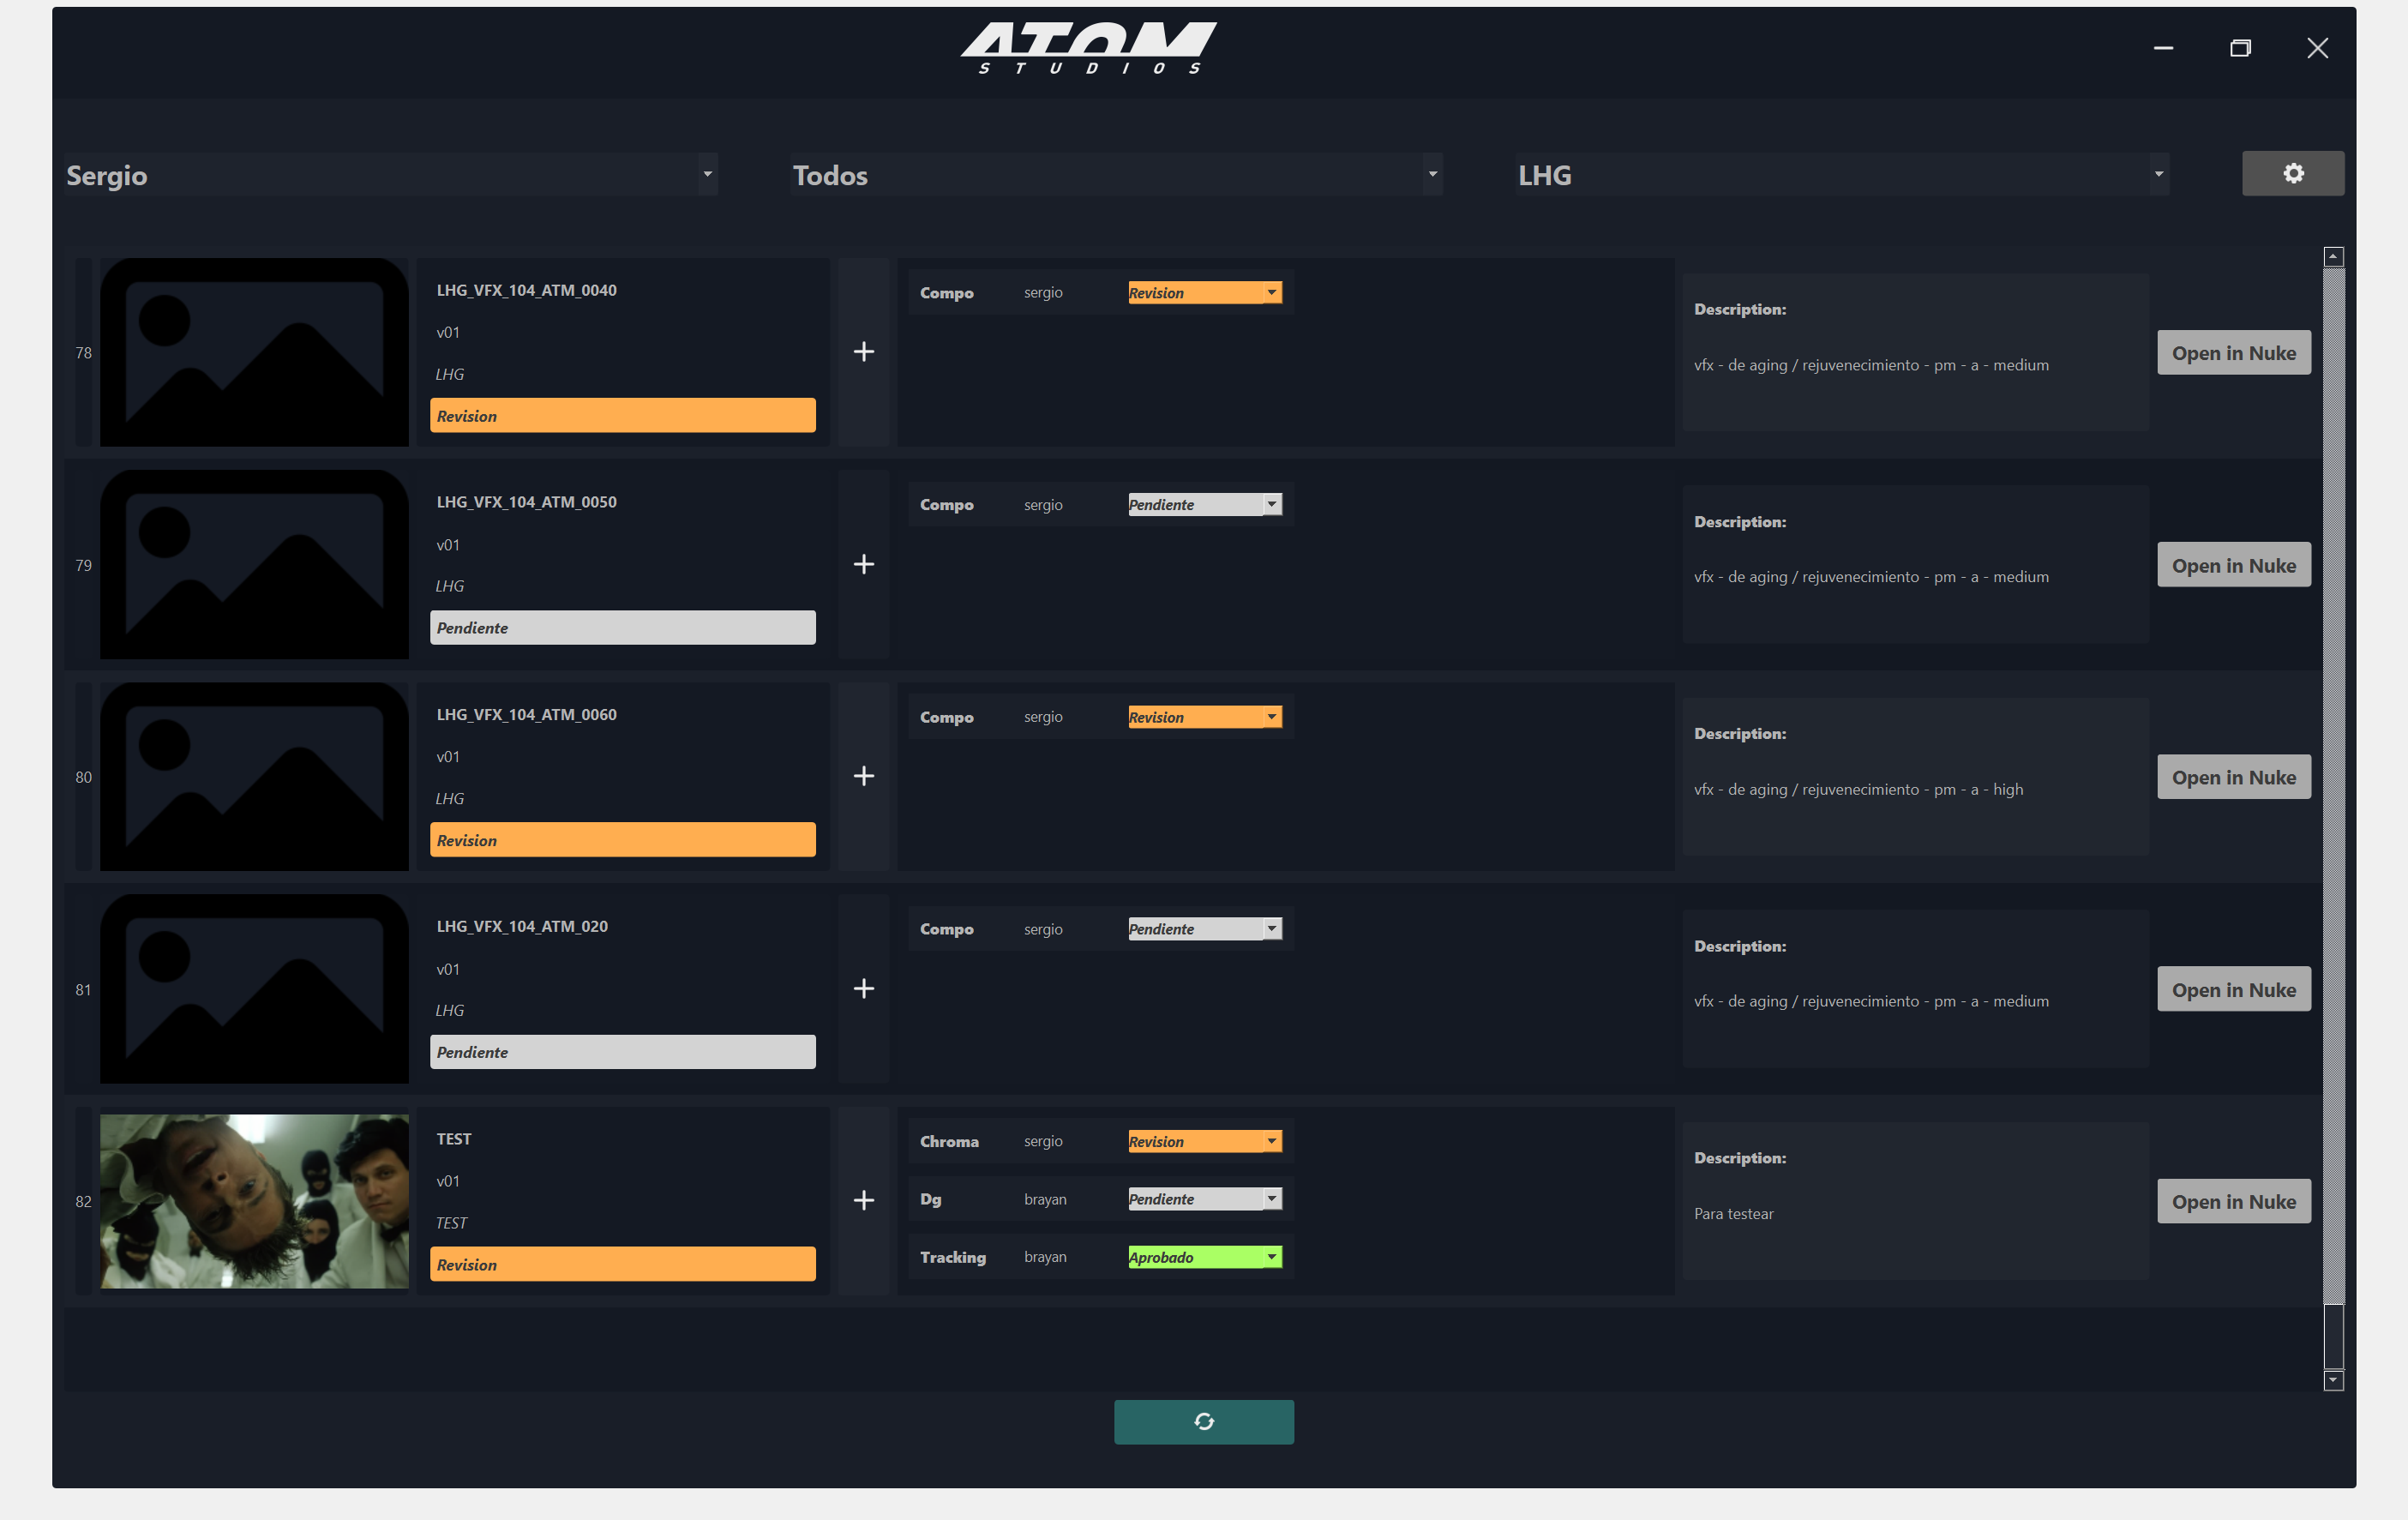 ATOM
STUDIOS
Sergio
Todos
LHG
78
LHG_VFX_104_ATM_0040
v01
LHG
Revision
Compo sergio Revision
Description:
vfx - de aging / rejuvenecimiento - pm - a - medium
Open in Nuke
79
LHG_VFX_104_ATM_0050
v01
LHG
Pendiente
Compo sergio Pendiente
Description:
vfx - de aging / rejuvenecimiento - pm - a - medium
Open in Nuke
80
LHG_VFX_104_ATM_0060
v01
LHG
Revision
Compo sergio Revision
Description:
vfx - de aging / rejuvenecimiento - pm - a - high
Open in Nuke
81
LHG_VFX_104_ATM_020
v01
LHG
Pendiente
Compo sergio Pendiente
Description:
vfx - de aging / rejuvenecimiento - pm - a - medium
Open in Nuke
82
TEST
v01
TEST
Revision
Chroma sergio Revision
Dg brayan Pendiente
Tracking brayan Aprobado
Description:
Para testear
Open in Nuke